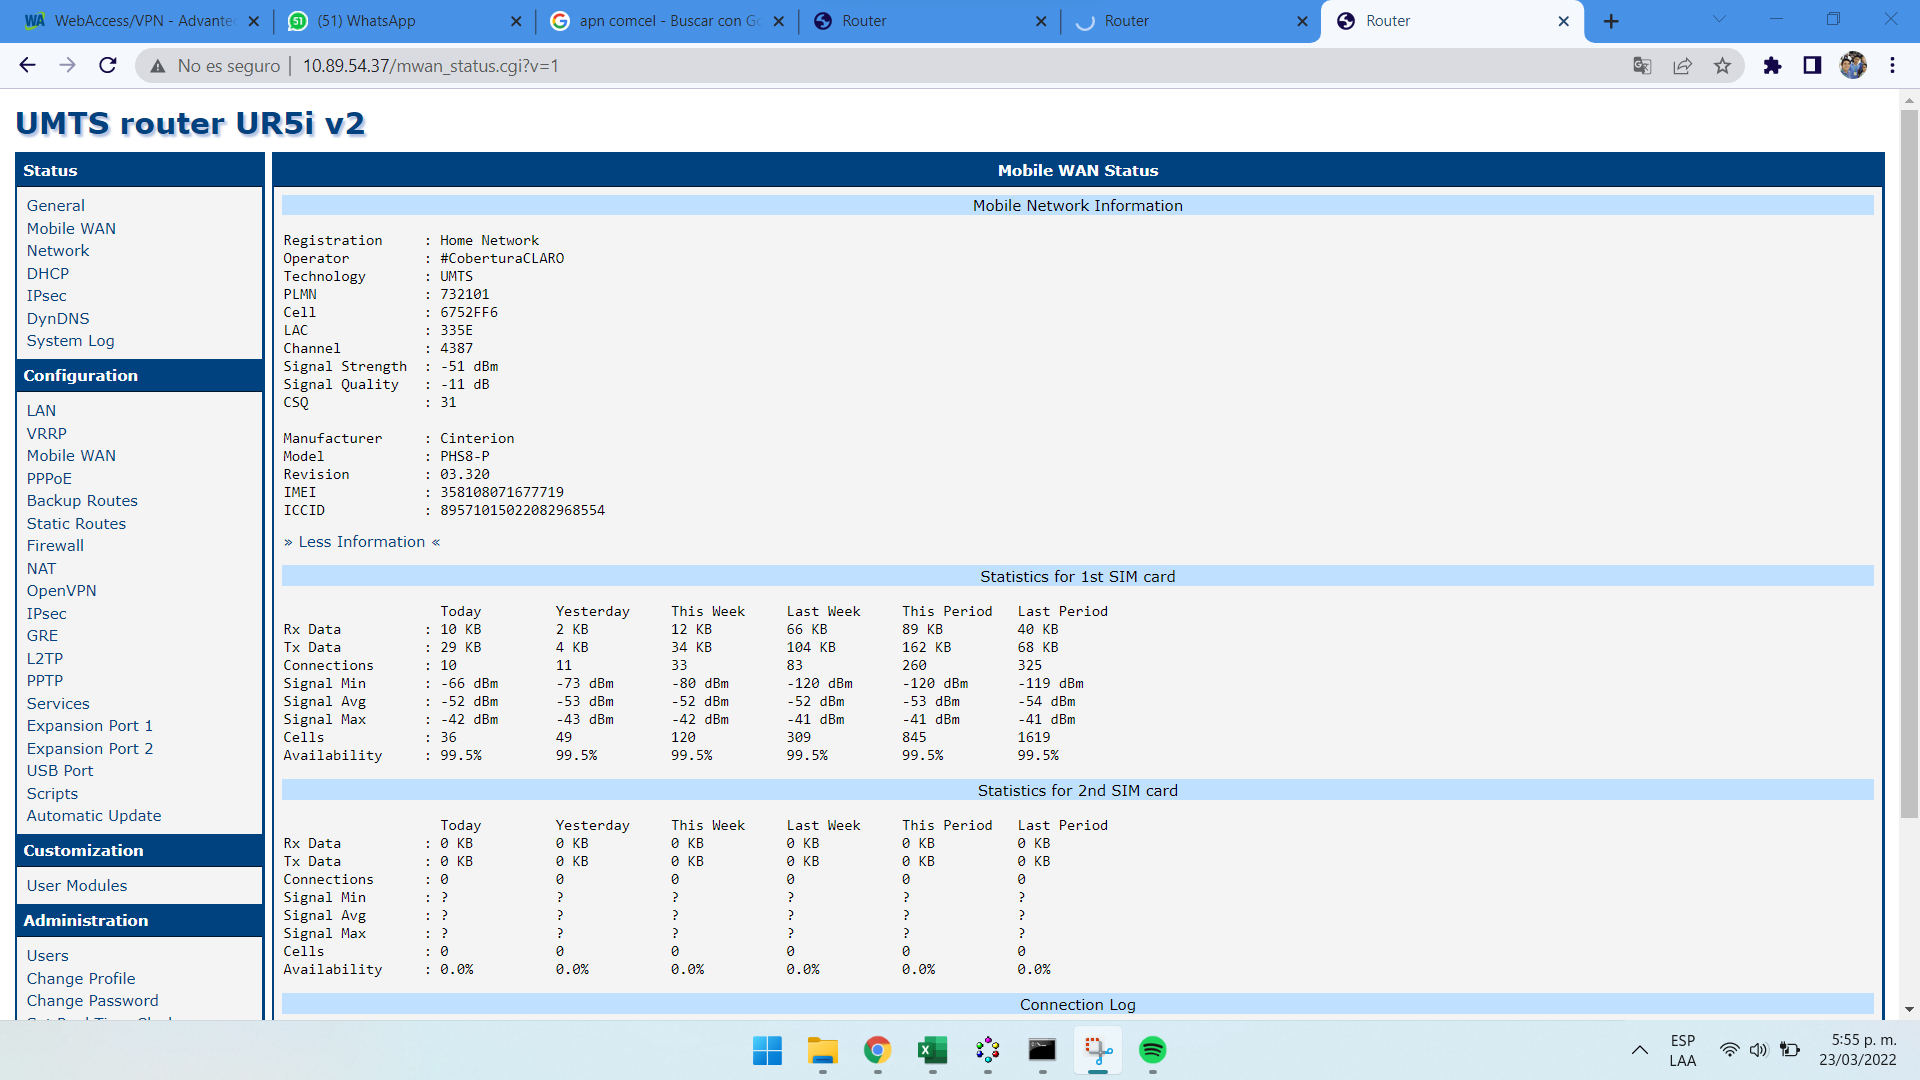 WebAccess/VPN - Advantec
(51) WhatsApp
apn comcel - Buscar con Go
Router
Router
Router
No es seguro
10.89.54.37/mwan_status.cgi?v=1
UMTS router UR5i v2
Status
General
Mobile WAN
Network
DHCP
IPsec
DynDNS
System Log
Configuration
LAN
VRRP
Mobile WAN
PPPoE
Backup Routes
Static Routes
Firewall
NAT
OpenVPN
IPsec
GRE
L2TP
PPTP
Services
Expansion Port 1
Expansion Port 2
USB Port
Scripts
Automatic Update
Customization
User Modules
Administration
Users
Change Profile
Change Password
Mobile WAN Status
Mobile Network Information
Registration : Home Network
Operator : #CoberturaCLARO
Technology : UMTS
PLMN : 732101
Cell : 6752FF6
LAC : 335E
Channel : 4387
Signal Strength : -51 dBm
Signal Quality : -11 dB
CSQ : 31
Manufacturer : Cinterion
Model : PHS8-P
Revision : 03.320
IMEI : 358108071677719
ICCID : 89571015022082968554
» Less Information «
Statistics for 1st SIM card
Today Yesterday This Week Last Week This Period Last Period
Rx Data : 10 KB 2 KB 12 KB 66 KB 89 KB 40 KB
Tx Data : 29 KB 4 KB 34 KB 104 KB 162 KB 68 KB
Connections : 10 11 33 83 260 325
Signal Min : -66 dBm -73 dBm -80 dBm -120 dBm -120 dBm -119 dBm
Signal Avg : -52 dBm -53 dBm -52 dBm -52 dBm -53 dBm -54 dBm
Signal Max : -42 dBm -43 dBm -42 dBm -41 dBm -41 dBm -41 dBm
Cells : 36 49 120 309 845 1619
Availability : 99.5% 99.5% 99.5% 99.5% 99.5% 99.5%
Statistics for 2nd SIM card
Today Yesterday This Week Last Week This Period Last Period
Rx Data : 0 KB 0 KB 0 KB 0 KB 0 KB 0 KB
Tx Data : 0 KB 0 KB 0 KB 0 KB 0 KB 0 KB
Connections : 0 0 0 0 0 0
Signal Min : ? ? ? ? ? ?
Signal Avg : ? ? ? ? ? ?
Signal Max : ? ? ? ? ? ?
Cells : 0 0 0 0 0 0
Availability : 0.0% 0.0% 0.0% 0.0% 0.0% 0.0%
Connection Log
ESP
LAA
5:55 p. m.
23/03/2022